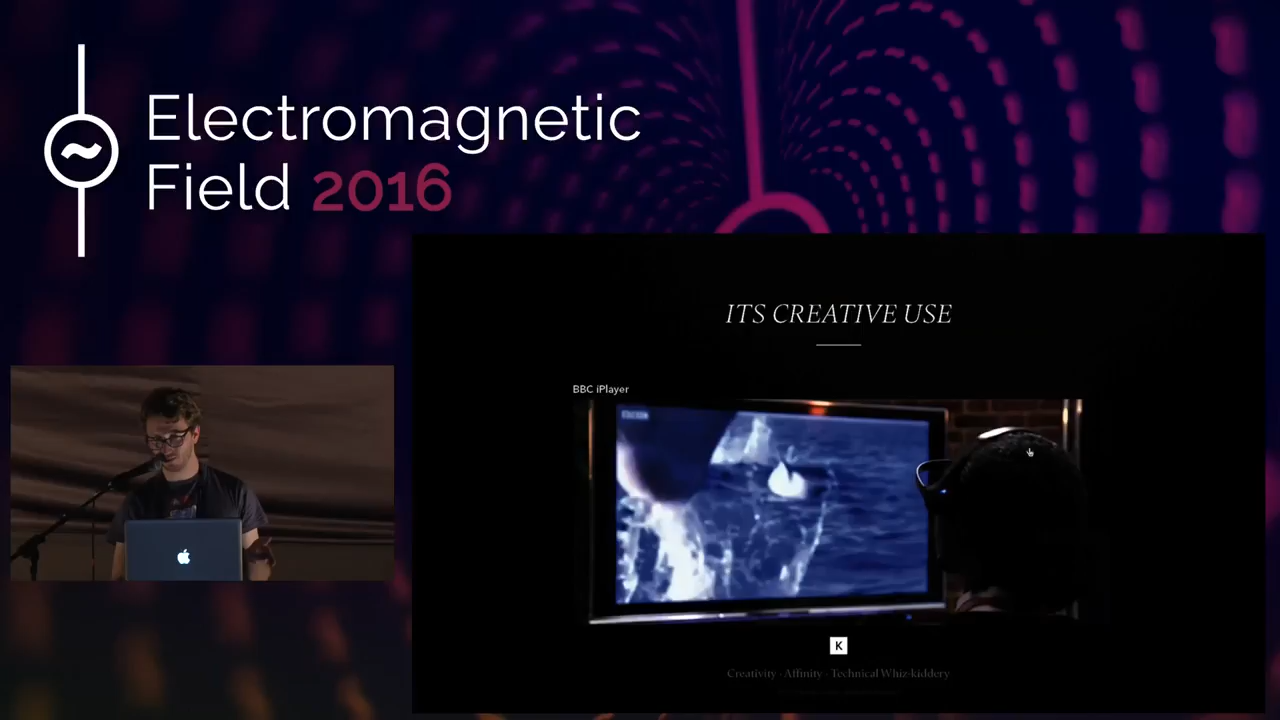 Electromagnetic
Field 2016
ITS CREATIVE USE
BBC iPlayer
K
Creativity · Affinity · Technical Whiz-kiddery